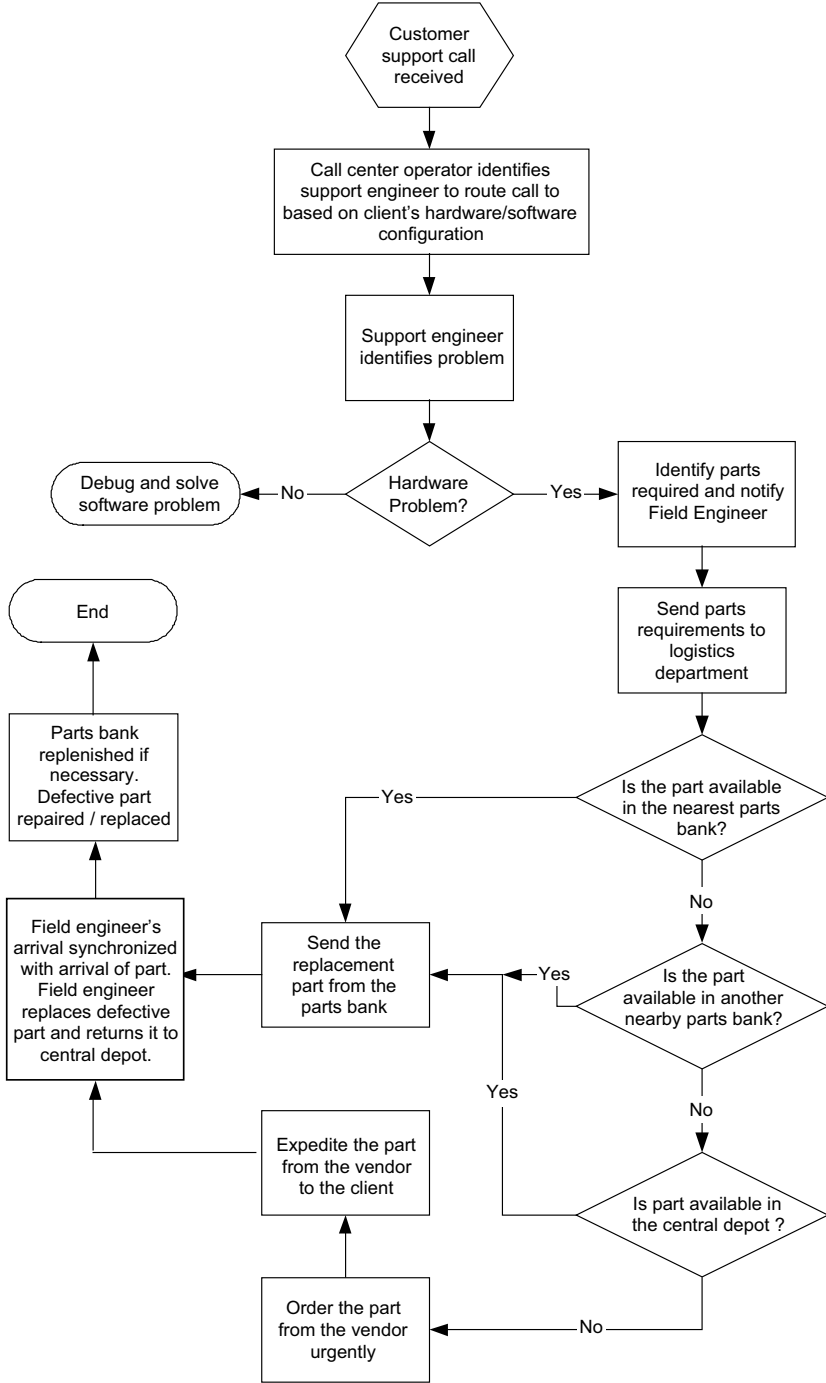 Customer
support call
received
Call center operator identifies
support engineer to route call to
based on client's hardware/software
configuration
Support engineer
identifies problem
Hardware
Problem?
No
Debug and solve
software problem
Yes
Identify parts
required and notify
Field Engineer
Send parts
requirements to
logistics
department
Is the part available
in the nearest parts
bank?
Yes
No
Is the part
available in another
nearby parts bank?
Yes
No
Is part available in
the central depot ?
Yes
No
Send the
replacement
part from the
parts bank
Order the part
from the vendor
urgently
Expedite the part
from the vendor
to the client
Field engineer's
arrival synchronized
with arrival of part.
Field engineer
replaces defective
part and returns it to
central depot.
Parts bank
replenished if
necessary.
Defective part
repaired / replaced
End